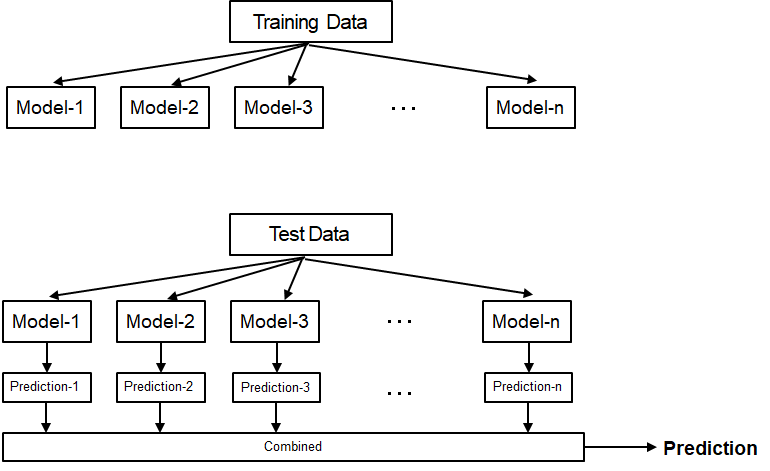 Training Data
Model-1 Model-2 Model-3 ... Model-n
Test Data
Model-1 Model-2 Model-3 ... Model-n
Prediction-1 Prediction-2 Prediction-3 ... Prediction-n
Combined Prediction